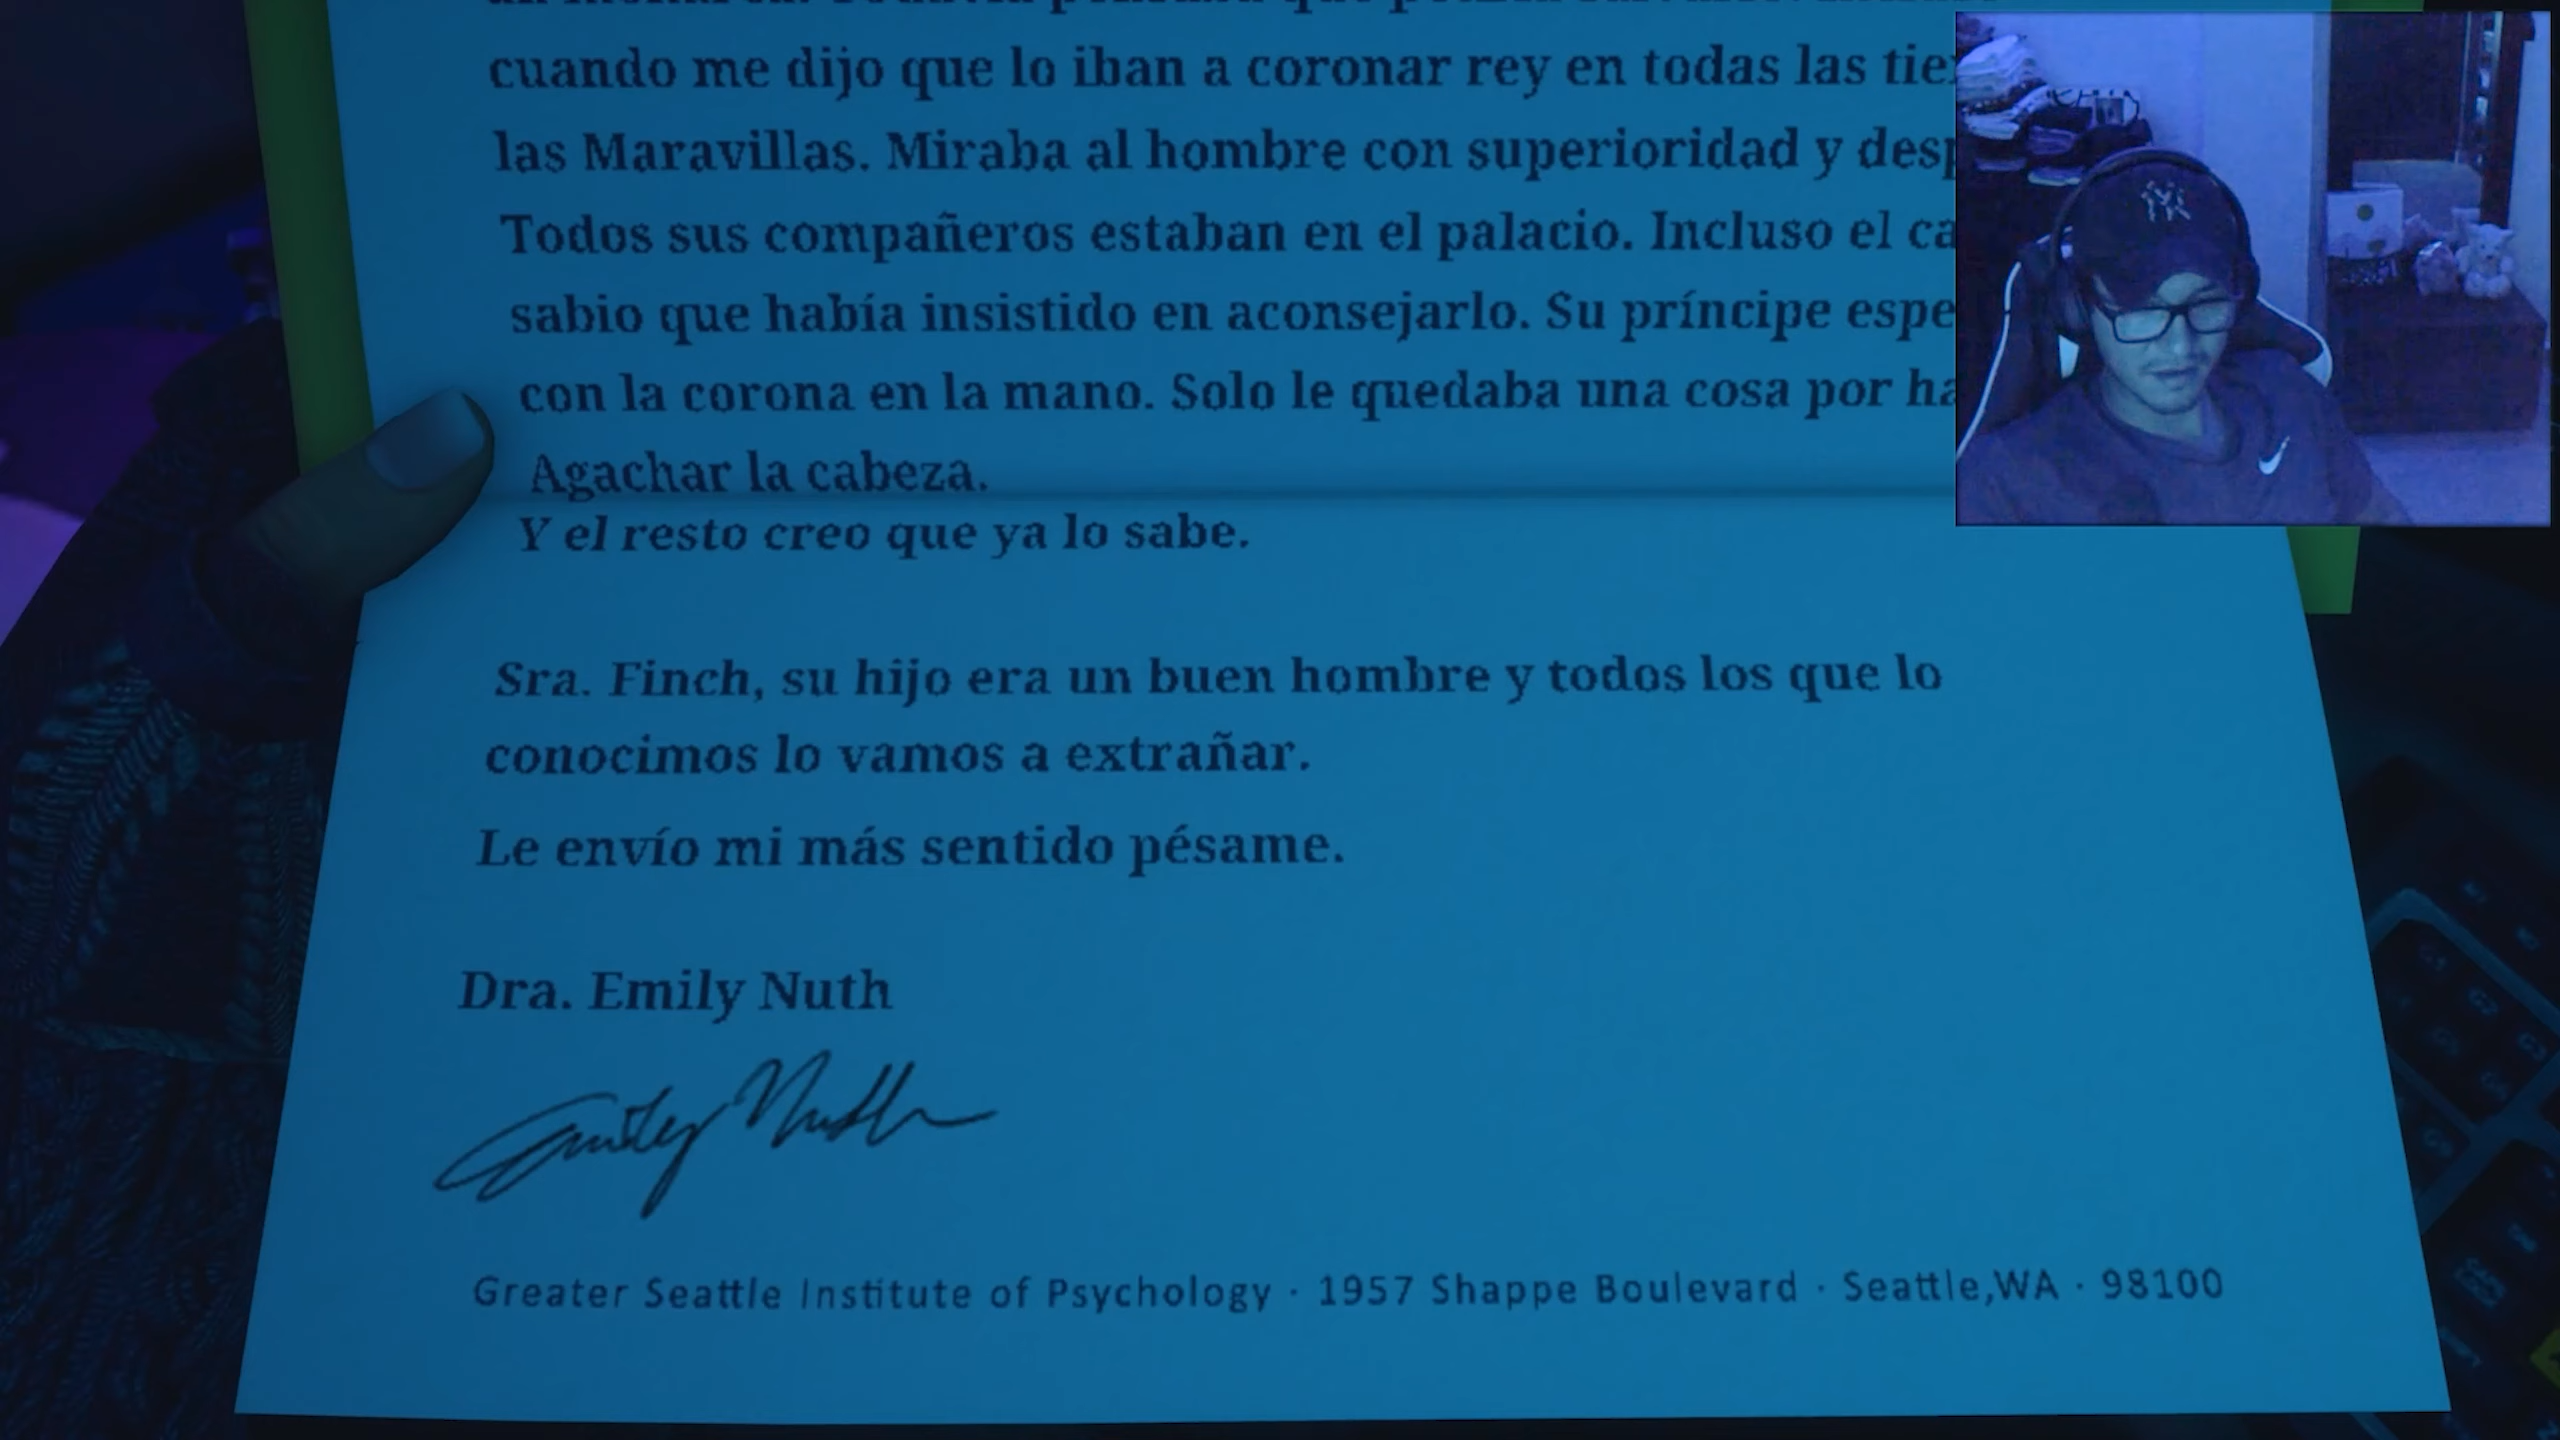 cuando me dijo que lo iban a coronar rey en todas las
las Maravillas. Miraba al hombre con superioridad y
Todos sus compañeros estaban en el palacio. Incluso el
sabio que había insistido en aconsejarlo. Su príncipe
con la corona en la mano. Solo le quedaba una cosa por
Agachar la cabeza.
Y el resto creo que ya lo sabe.
Sra. Finch, su hijo era un buen hombre y todos los que lo
conocimos lo vamos a extrañar.
Le envío mi más sentido pésame.
Dra. Emily Nuth
Emily Nuth
Greater Seattle Institute of Psychology · 1957 Shappe Boulevard · Seattle,WA · 98100
NY